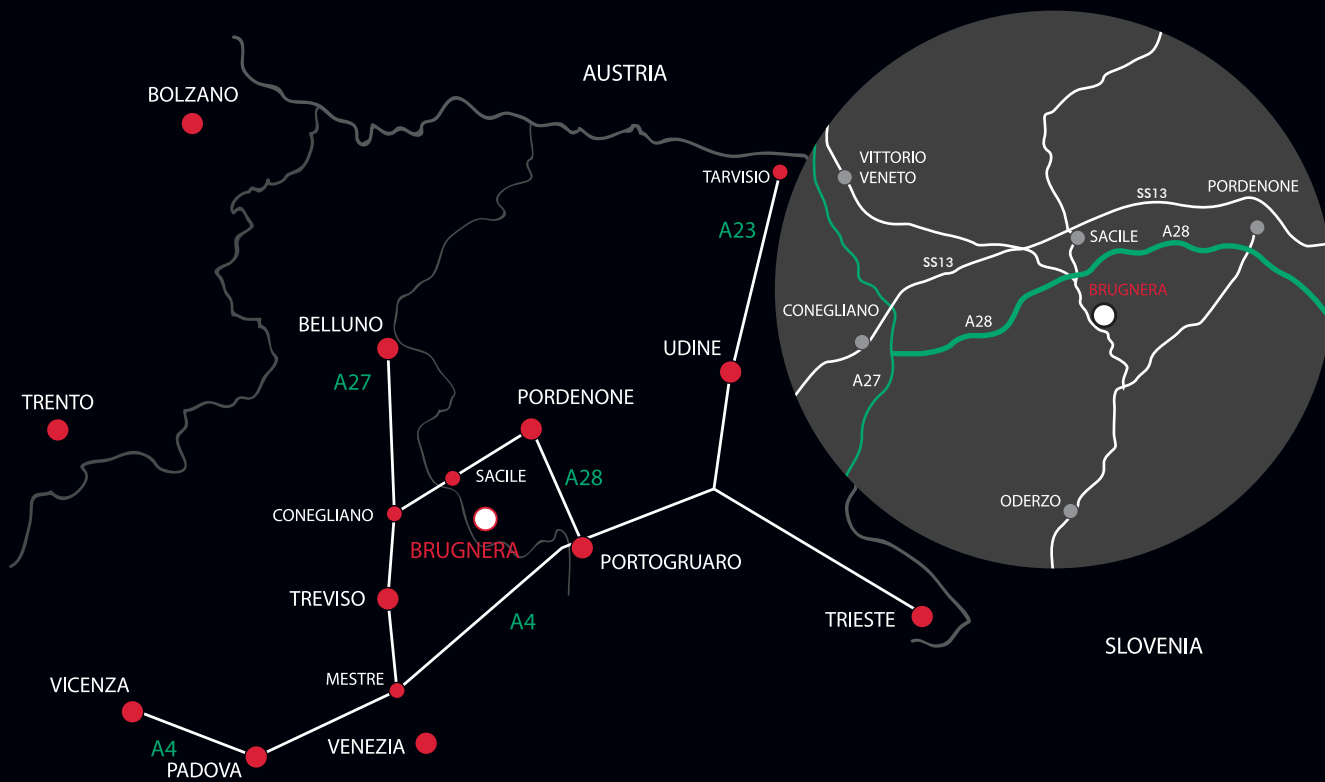 AUSTRIA
BOLZANO
TARVISIO
A23
BELLUNO
A27
UDINE
TRENTO
PORDENONE
SACILE
A28
CONEGLIANO
BRUGNERA
PORTOGRUARO
TREVISO
A4
TRIESTE
SLOVENIA
MESTRE
VICENZA
A4
VENEZIA
PADOVA
VITTORIO
VENETO
SS13
PORDENONE
SACILE
A28
SS13
BRUGNERA
CONEGLIANO
A28
A27
ODERZO